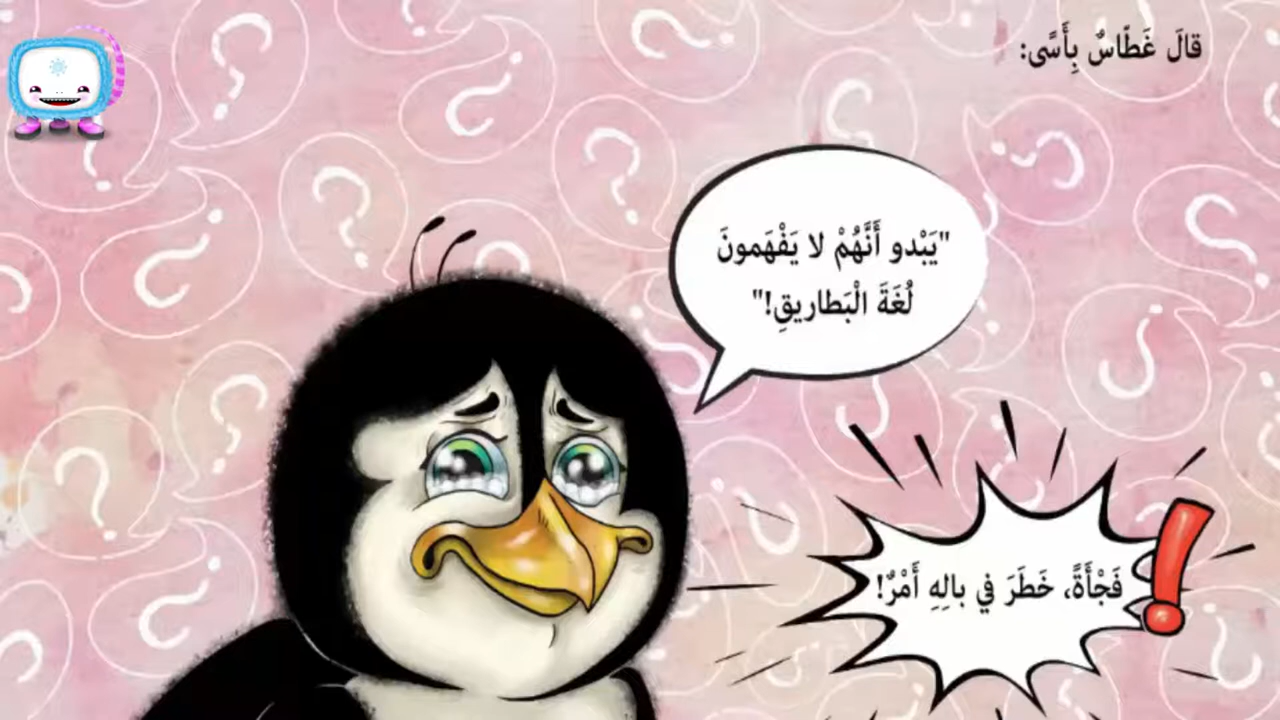 قالَ غَطّاسٌ بِأَسًى:
"يَبْدو أَنَّهُمْ لا يَفْهَمونَ
لُغَةَ الْبَطاريقِ!"
فَجْأَةً، خَطَرَ في بالِهِ أَمْرٌ!